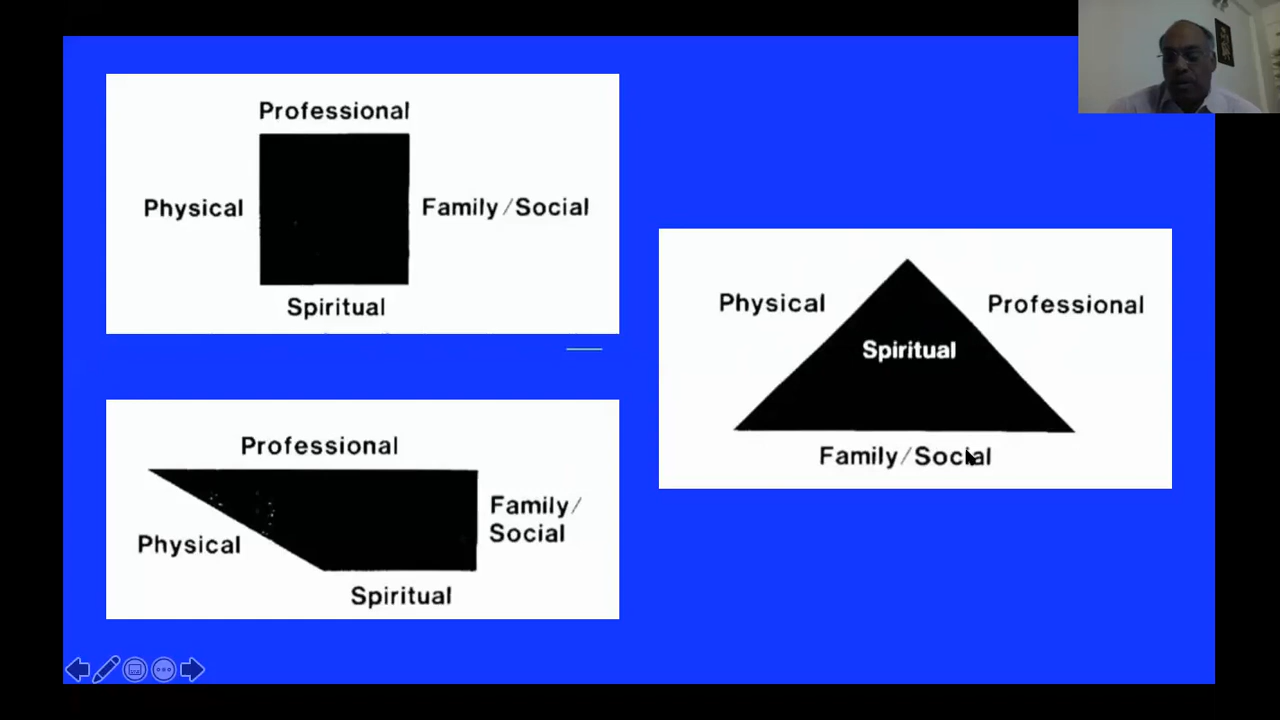 Professional
Physical
Family/Social
Spiritual
Professional
Physical
Family/
Social
Spiritual
Physical
Professional
Spiritual
Family/Social